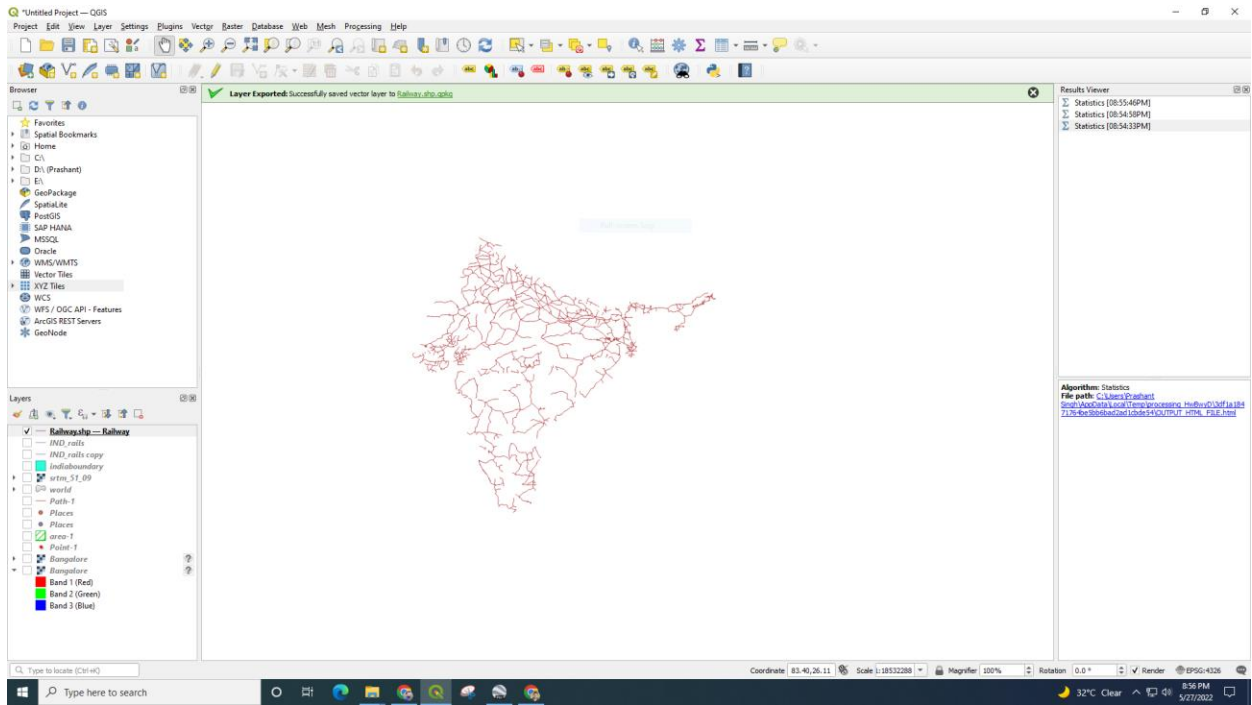 *Untitled Project — QGIS
Project Edit View Layer Settings Plugins Vector Raster Database Web Mesh Processing Help
Browser
Layer Exported: Successfully saved vector layer to Railway.shp.gpkg
Results Viewer
Favorites
Spatial Bookmarks
Home
C:\
D:\ (Prashant)
E:\
GeoPackage
SpatiaLite
PostGIS
SAP HANA
MSSQL
Oracle
WMS/WMTS
Vector Tiles
XYZ Tiles
WCS
WFS / OGC API - Features
ArcGIS REST Servers
GeoNode
Statistics [08:55:46PM]
Statistics [08:54:58PM]
Statistics [08:54:33PM]
Layers
Railway.shp — Railway
IND_rails
IND_rails copy
indiaboundary
srtm_51_09
world
Path-1
Places
Places
area-1
Point-1
Bangalore ?
Bangalore ?
Band 1 (Red)
Band 2 (Green)
Band 3 (Blue)
Algorithm: Statistics
File path: C:\Users\Prashant
Type to locate (Ctrl+K)
Coordinate 83.40,26.11 Scale 1:18532288 Magnifier 100% Rotation 0.0 ° Render EPSG:4326
Type here to search
32°C Clear
8:56 PM
5/27/2022